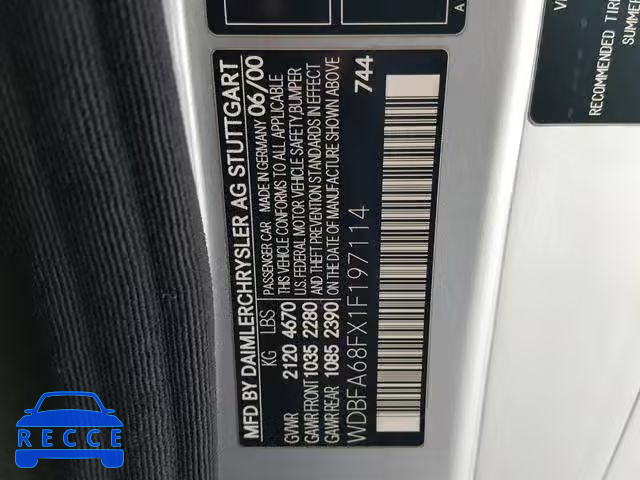 MFD BY DAIMLERCHRYSLER AG STUTTGART
KG LBS PASSENGER CAR MADE IN GERMANY 06/00
GVWR 2120 4670 THIS VEHICLE CONFORMS TO ALL APPLICABLE
U.S. FEDERAL MOTOR VEHICLE SAFETY, BUMPER
GAWR FRONT 1035 2280 AND THEFT PREVENTION STANDARDS IN EFFECT
GAWR REAR 1085 2390 ON THE DATE OF MANUFACTURE SHOWN ABOVE
WDBFA68FX1F197114 744
A
RECOMMENDED TIRE
SUMMER
RECCE